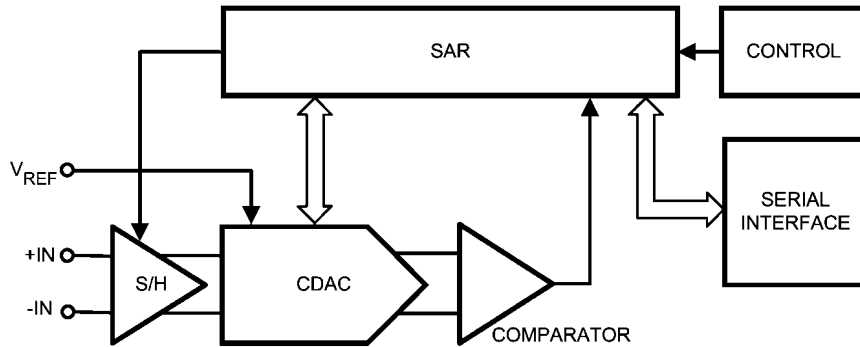 SAR
CONTROL
VREF
SERIAL
INTERFACE
+IN
S/H
CDAC
-IN
COMPARATOR